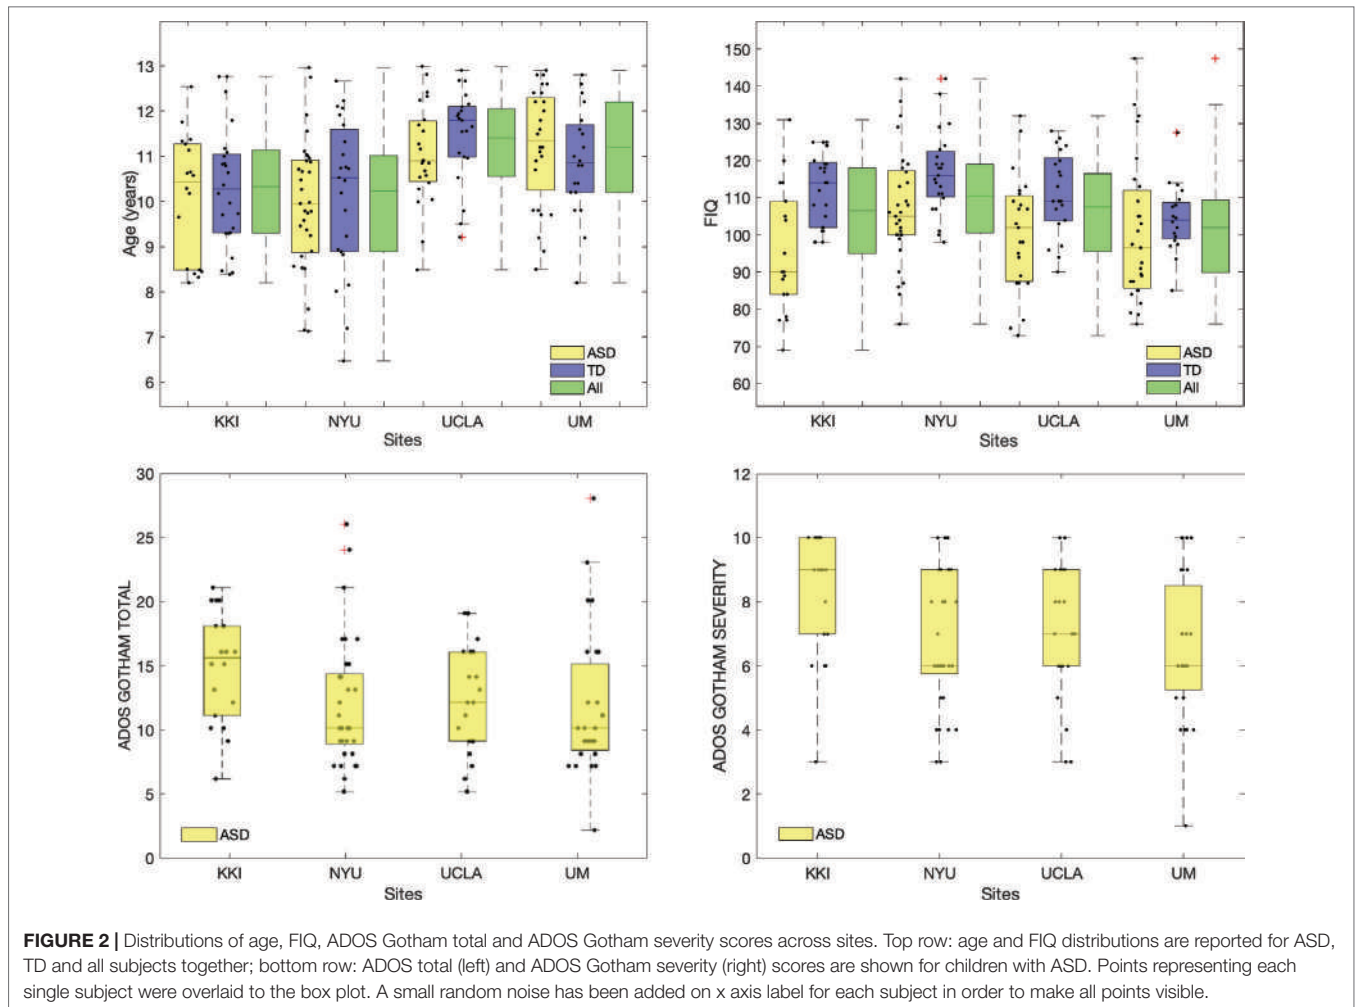 13
12
11
10
9
8
7
6
Age (years)
KKI NYU UCLA UM
Sites
ASD
TD
All
150
140
130
120
110
100
90
80
70
60
FIQ
KKI NYU UCLA UM
Sites
ASD
TD
All
30
25
20
15
10
5
0
ADOS GOTHAM TOTAL
KKI NYU UCLA UM
Sites
ASD
12
10
8
6
4
2
0
ADOS GOTHAM SEVERITY
KKI NYU UCLA UM
Sites
ASD
FIGURE 2 | Distributions of age, FIQ, ADOS Gotham total and ADOS Gotham severity scores across sites. Top row: age and FIQ distributions are reported for ASD,
TD and all subjects together; bottom row: ADOS total (left) and ADOS Gotham severity (right) scores are shown for children with ASD. Points representing each
single subject were overlaid to the box plot. A small random noise has been added on x axis label for each subject in order to make all points visible.